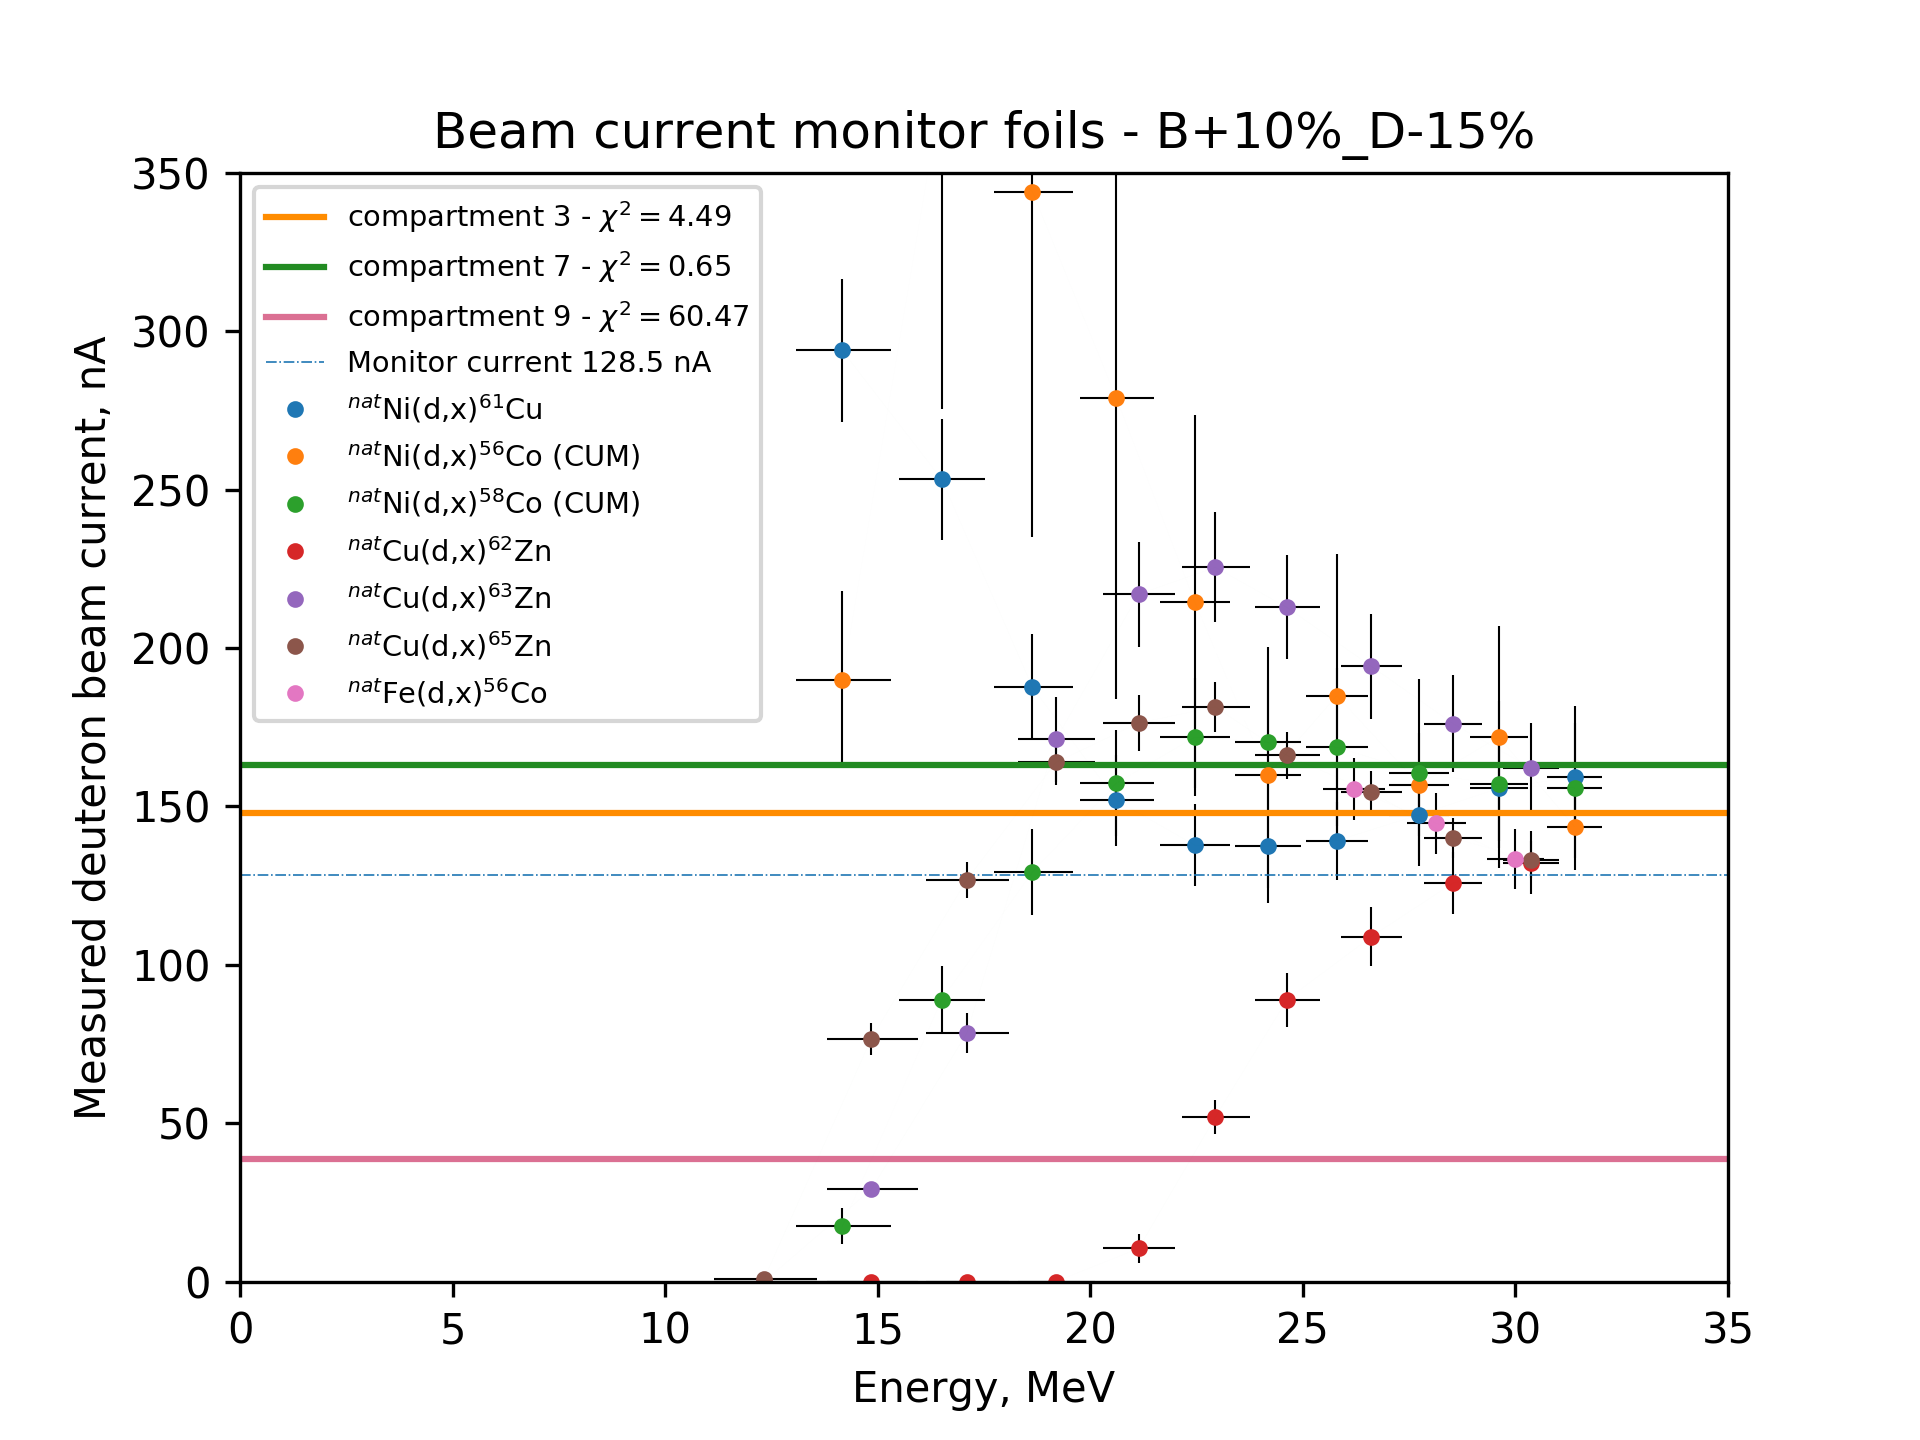 Beam current monitor foils - B+10%_D-15%
Measured deuteron beam current, nA
350
300
250
200
150
100
50
0
compartment 3 - χ² = 4.49
compartment 7 - χ² = 0.65
compartment 9 - χ² = 60.47
Monitor current 128.5 nA
ⁿᵃᵗNi(d,x)⁶¹Cu
ⁿᵃᵗNi(d,x)⁵⁶Co (CUM)
ⁿᵃᵗNi(d,x)⁵⁸Co (CUM)
ⁿᵃᵗCu(d,x)⁶²Zn
ⁿᵃᵗCu(d,x)⁶³Zn
ⁿᵃᵗCu(d,x)⁶⁵Zn
ⁿᵃᵗFe(d,x)⁵⁶Co
0 5 10 15 20 25 30 35
Energy, MeV